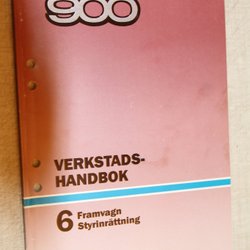 900
VERKSTADS-
HANDBOK
6 Framvagn
Styrinrättning